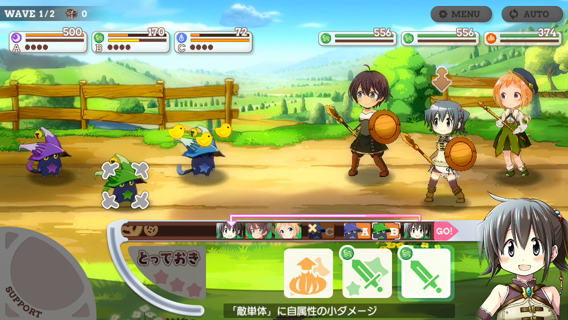 WAVE 1/2 0
MENU
AUTO
500
A
170
B
72
C
556
556
374
C
A
B
GO!
とっておき
SUPPORT
「敵単体」に自属性の小ダメージ